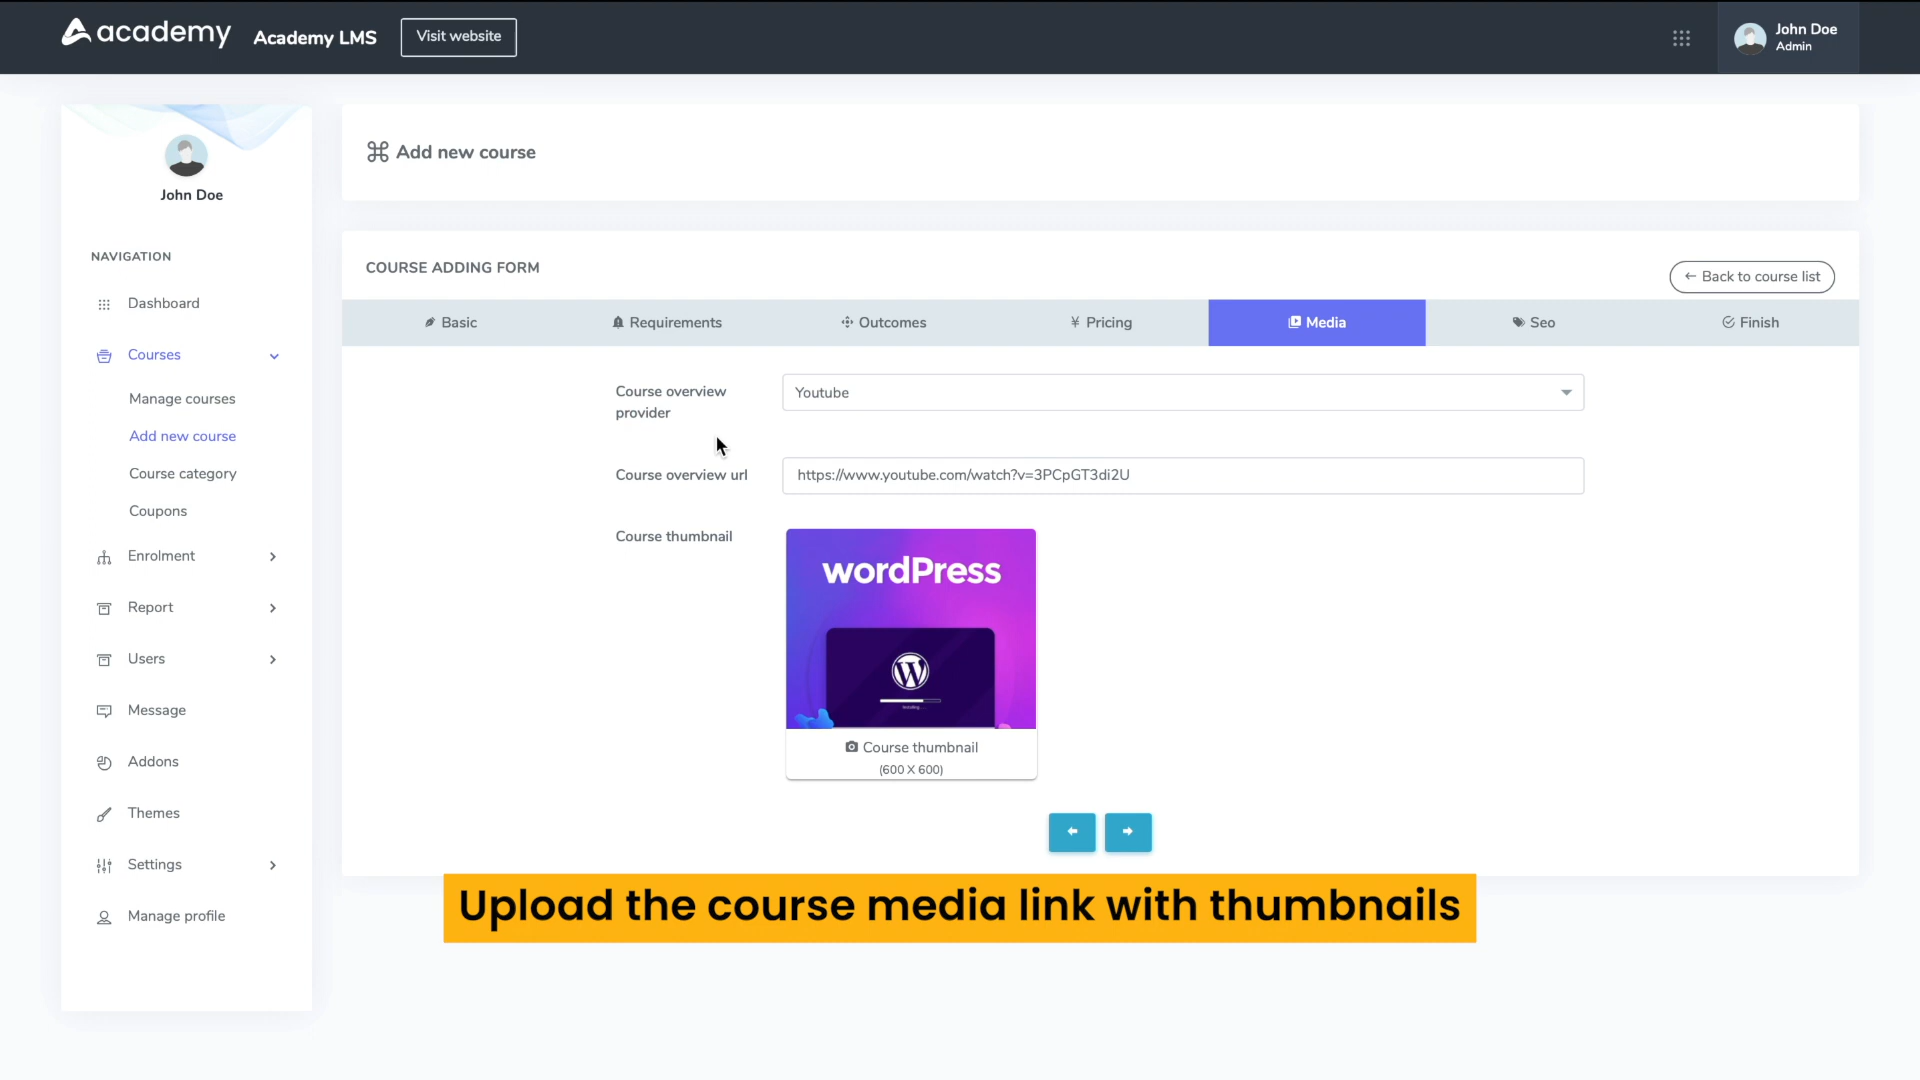 academy
Academy LMS
Visit website
John Doe
Admin
John Doe
NAVIGATION
Dashboard
Courses
Manage courses
Add new course
Course category
Coupons
Enrolment
Report
Users
Message
Addons
Themes
Settings
Manage profile
Add new course
COURSE ADDING FORM
← Back to course list
Basic
Requirements
Outcomes
¥ Pricing
Media
Seo
Finish
Course overview
provider
Youtube
Course overview url
https://www.youtube.com/watch?v=3PCpGT3di2U
Course thumbnail
wordPress
Course thumbnail
(600 X 600)
Upload the course media link with thumbnails